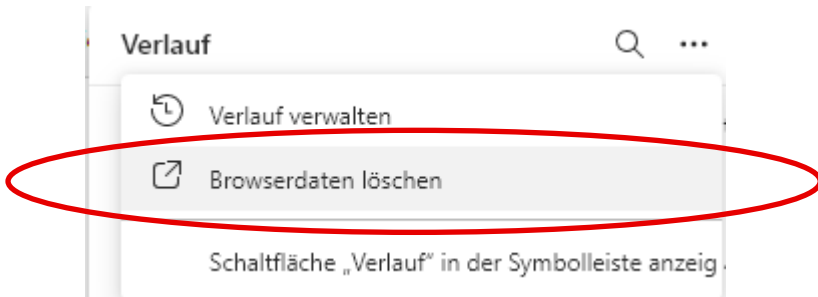 Verlauf
Verlauf verwalten
Browserdaten löschen
Schaltfläche „Verlauf“ in der Symbolleiste anzeig